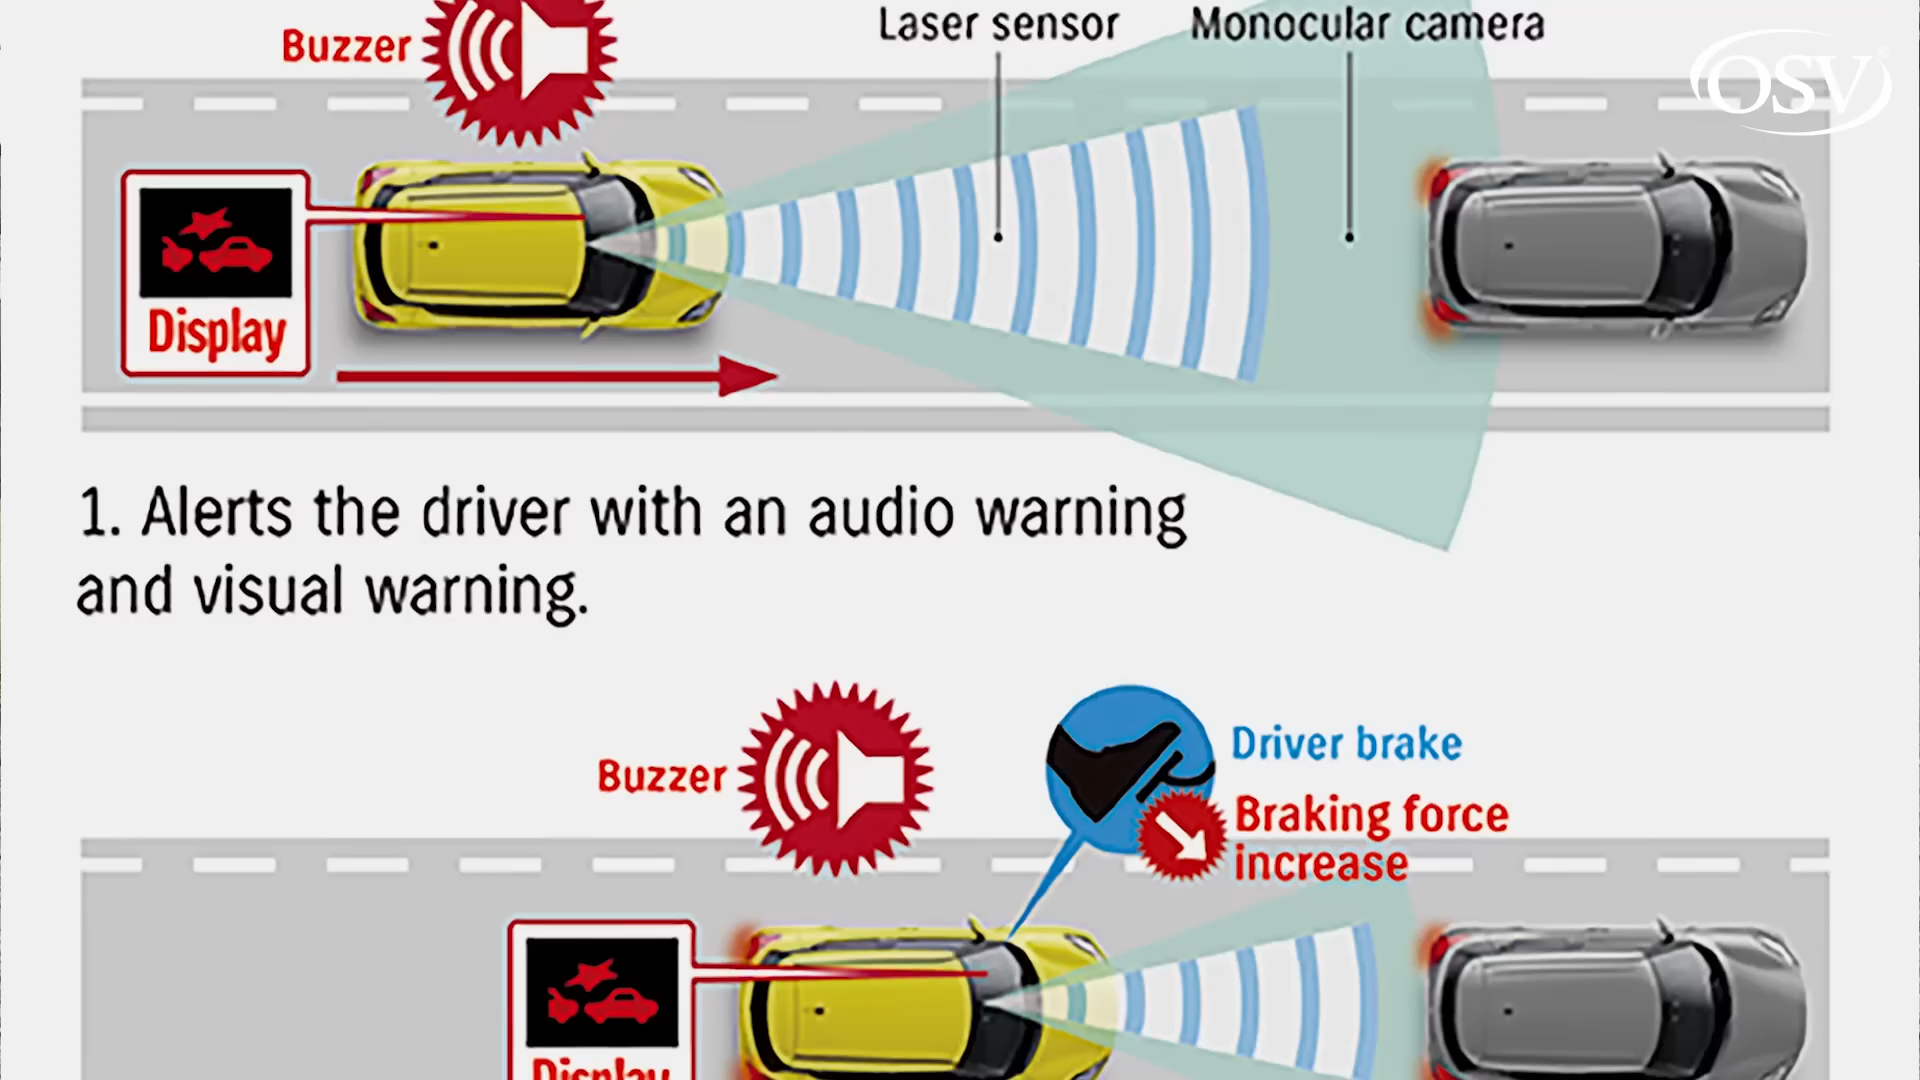 Buzzer
Laser sensor
Monocular camera
OSV
Display
1. Alerts the driver with an audio warning
and visual warning.
Buzzer
Driver brake
Braking force
increase
Display